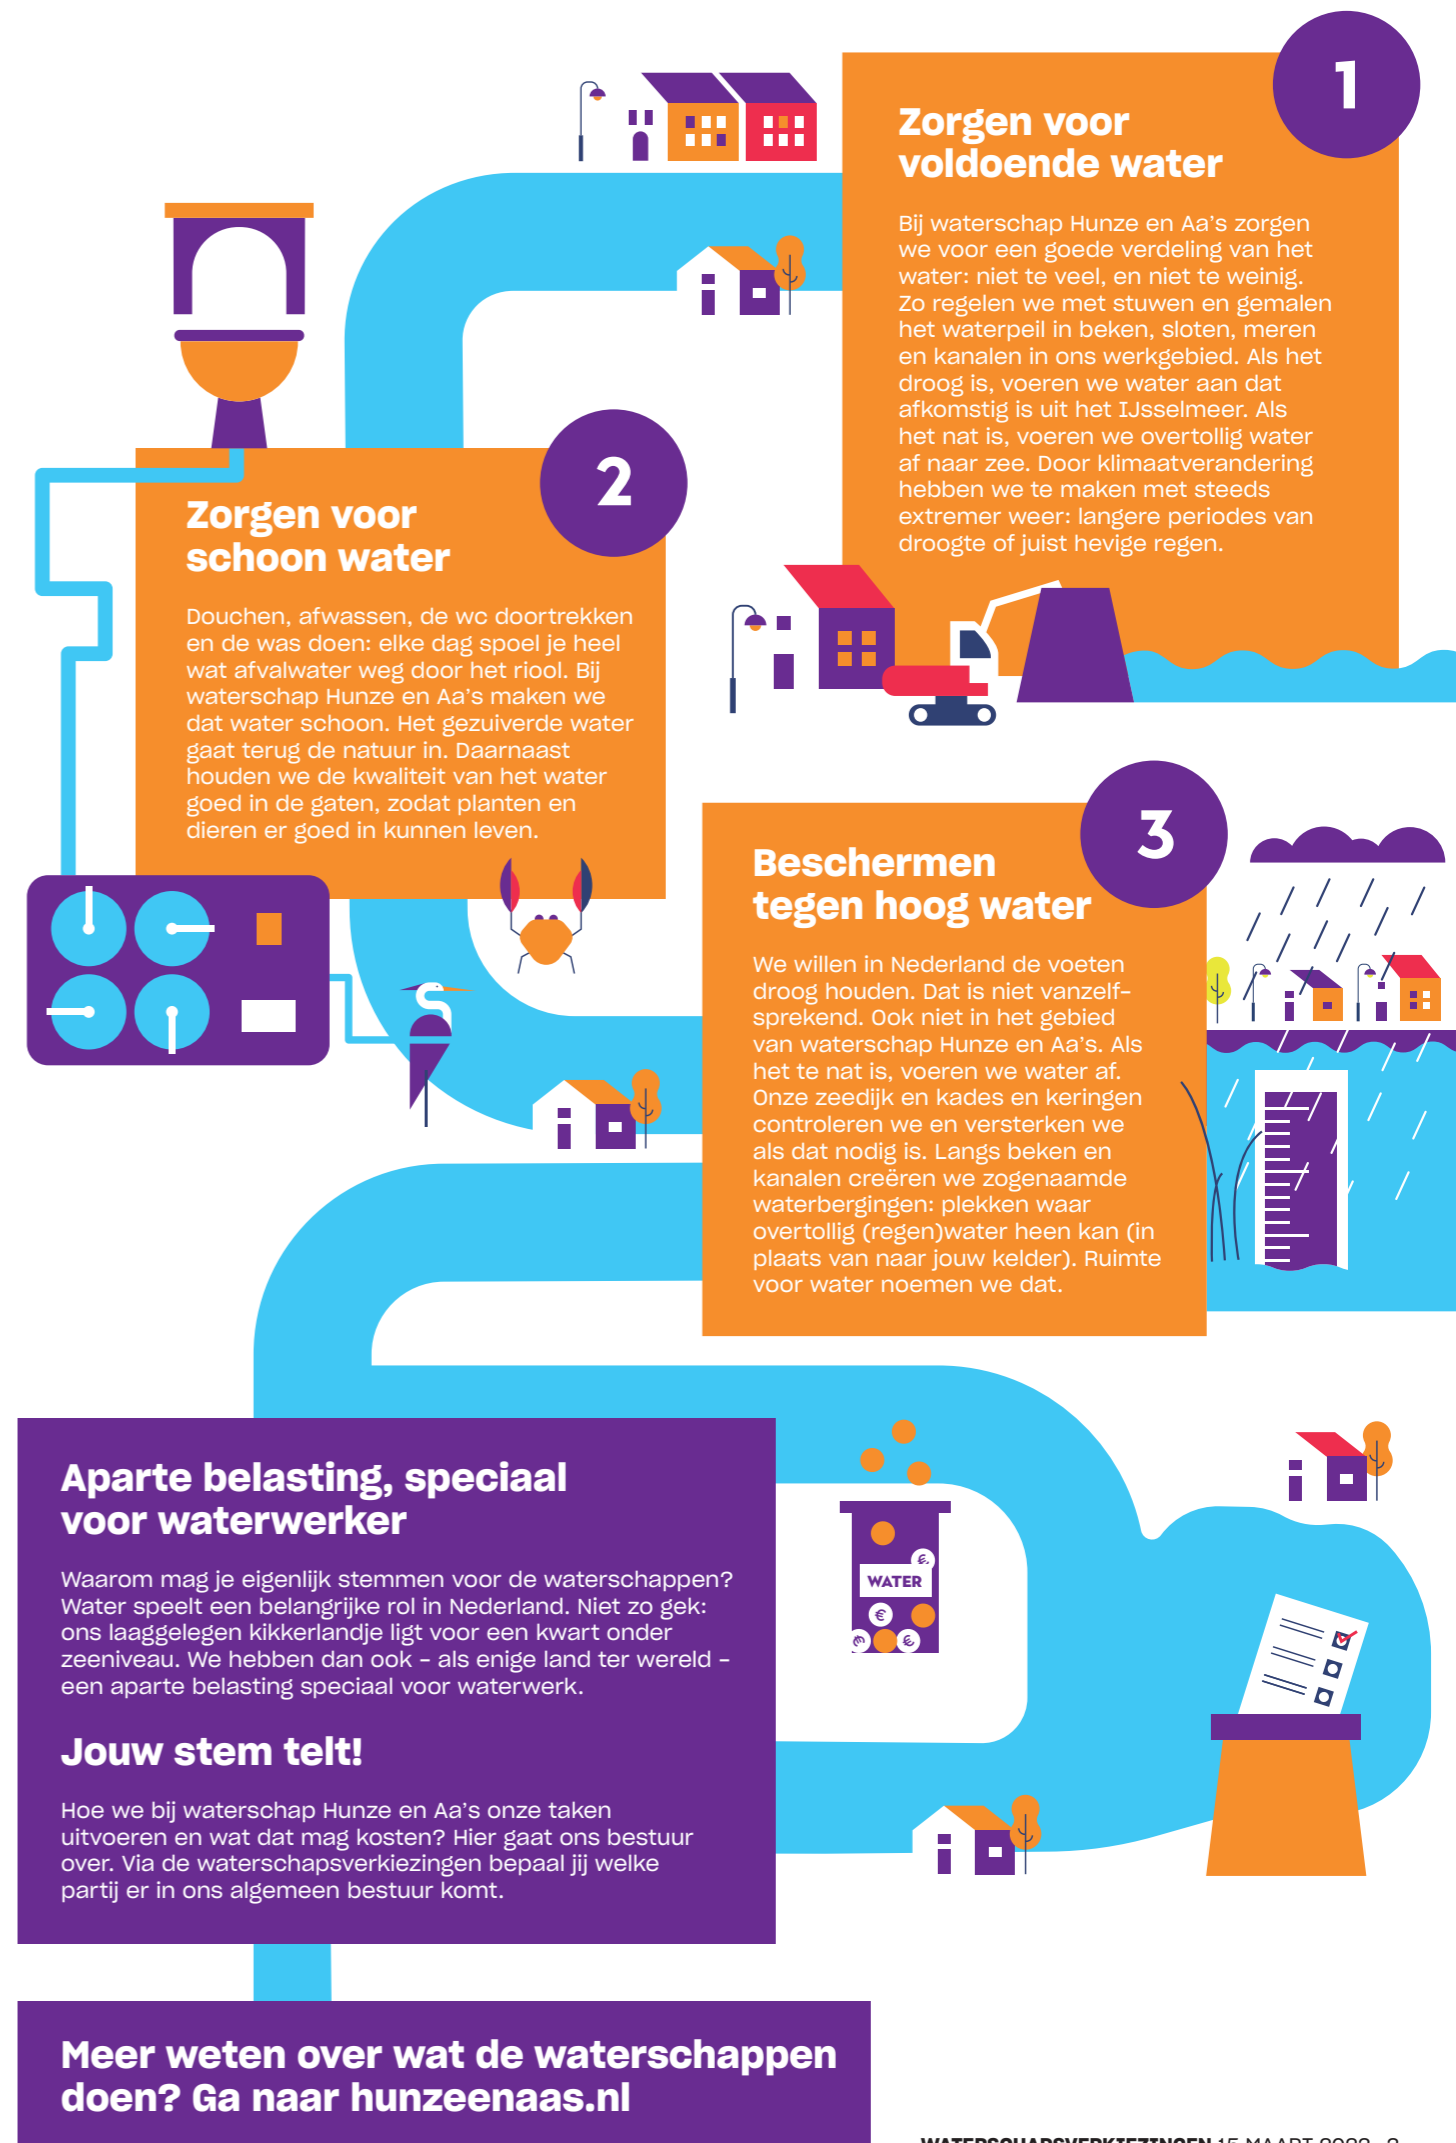 1
Zorgen voor
voldoende water
Bij waterschap Hunze en Aa's zorgen
we voor een goede verdeling van het
water: niet te veel, en niet te weinig.
Zo regelen we met stuwen en gemalen
het waterpeil in beken, sloten, meren
en kanalen in ons werkgebied. Als het
droog is, voeren we water aan dat
afkomstig is uit het IJsselmeer. Als
het nat is, voeren we overtollig water
af naar zee. Door klimaatverandering
hebben we te maken met steeds
extremer weer: langere periodes van
droogte of juist hevige regen.
2
Zorgen voor
schoon water
Douchen, afwassen, de wc doortrekken
en de was doen: elke dag spoel je heel
wat afvalwater weg door het riool. Bij
waterschap Hunze en Aa's maken we
dat water schoon. Het gezuiverde water
gaat terug de natuur in. Daarnaast
houden we de kwaliteit van het water
goed in de gaten, zodat planten en
dieren er goed in kunnen leven.
3
Beschermen
tegen hoog water
We willen in Nederland de voeten
droog houden. Dat is niet vanzelf-
sprekend. Ook niet in het gebied
van waterschap Hunze en Aa's. Als
het te nat is, voeren we water af.
Onze zeedijk en kades en keringen
controleren we en versterken we
als dat nodig is. Langs beken en
kanalen creëren we zogenaamde
waterbergingen: plekken waar
overtollig (regen)water heen kan (in
plaats van naar jouw kelder). Ruimte
voor water noemen we dat.
Aparte belasting, speciaal
voor waterwerker
Waarom mag je eigenlijk stemmen voor de waterschappen?
Water speelt een belangrijke rol in Nederland. Niet zo gek:
ons laaggelegen kikkerlandje ligt voor een kwart onder
zeeniveau. We hebben dan ook – als enige land ter wereld –
een aparte belasting speciaal voor waterwerk.
€
WATER
€
€ €
Jouw stem telt!
Hoe we bij waterschap Hunze en Aa's onze taken
uitvoeren en wat dat mag kosten? Hier gaat ons bestuur
over. Via de waterschapsverkiezingen bepaal jij welke
partij er in ons algemeen bestuur komt.
Meer weten over wat de waterschappen
doen? Ga naar hunzeenaas.nl
WATERSCHAPSVERKIEZINGEN 15 MAART